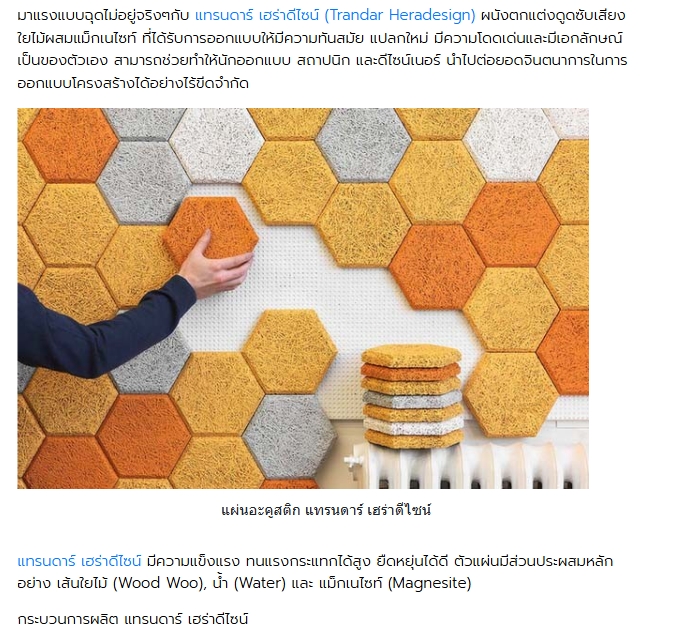 มาแรงแบบฉุดไม่อยู่จริงๆกับ แทรนดาร์ เฮร่าดีไซน์ (Trandar Heradesign) ผนังตกแต่งดูดซับเสียง
ใยไม้ผสมแม็กเนไซท์ ที่ได้รับการออกแบบให้มีความทันสมัย แปลกใหม่ มีความโดดเด่นและมีเอกลักษณ์
เป็นของตัวเอง สามารถช่วยทำให้นักออกแบบ สถาปนิก และดีไซน์เนอร์ นำไปต่อยอดจินตนาการในการ
ออกแบบโครงสร้างได้อย่างไร้ขีดจำกัด
แผ่นอะคูสติก แทรนดาร์ เฮร่าดีไซน์
แทรนดาร์ เฮร่าดีไซน์ มีความแข็งแรง ทนแรงกระแทกได้สูง ยืดหยุ่นได้ดี ตัวแผ่นมีส่วนประผสมหลัก
อย่าง เส้นใยไม้ (Wood Woo), น้ำ (Water) และ แม็กเนไซท์ (Magnesite)
กระบวนการผลิต แทรนดาร์ เฮร่าดีไซน์